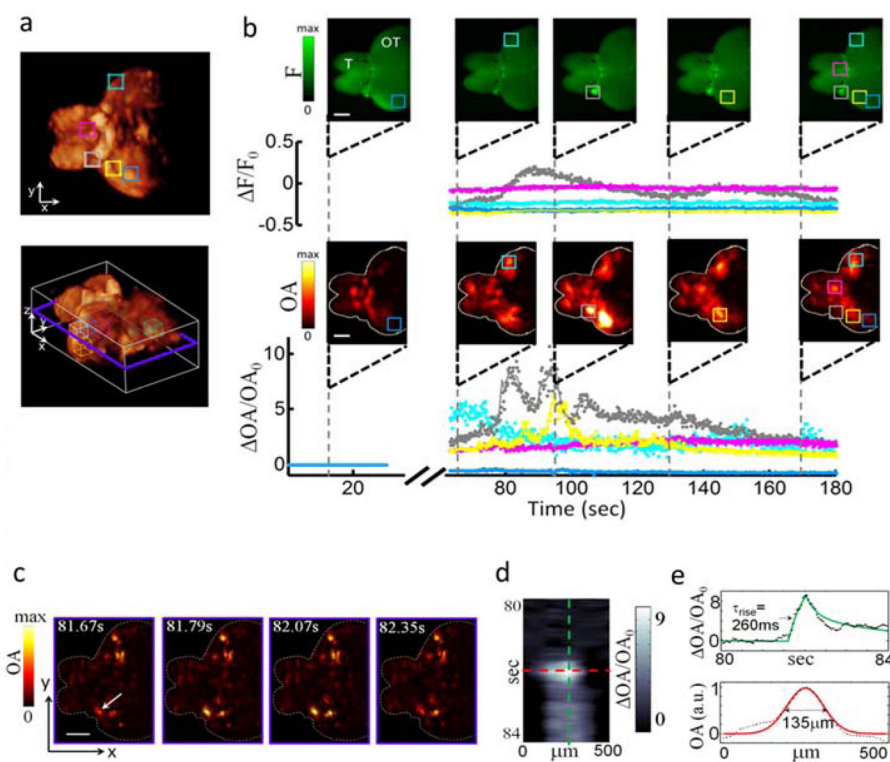 a
y
x
z
y
x
b
max
F
0
OT
T
0.5
0
-0.5
ΔF/F0
max
OA
0
10
5
0
ΔOA/OA0
20
80
100
120
140
160
180
Time (sec)
c
max
OA
0
81.67s
81.79s
82.07s
82.35s
y
x
d
80
sec
84
0
μm
500
9
ΔOA/OA0
0
e
9
0
ΔOA/OA0
τrise=
260ms
80
sec
84
1
0
OA (a.u.)
135μm
0
μm
500